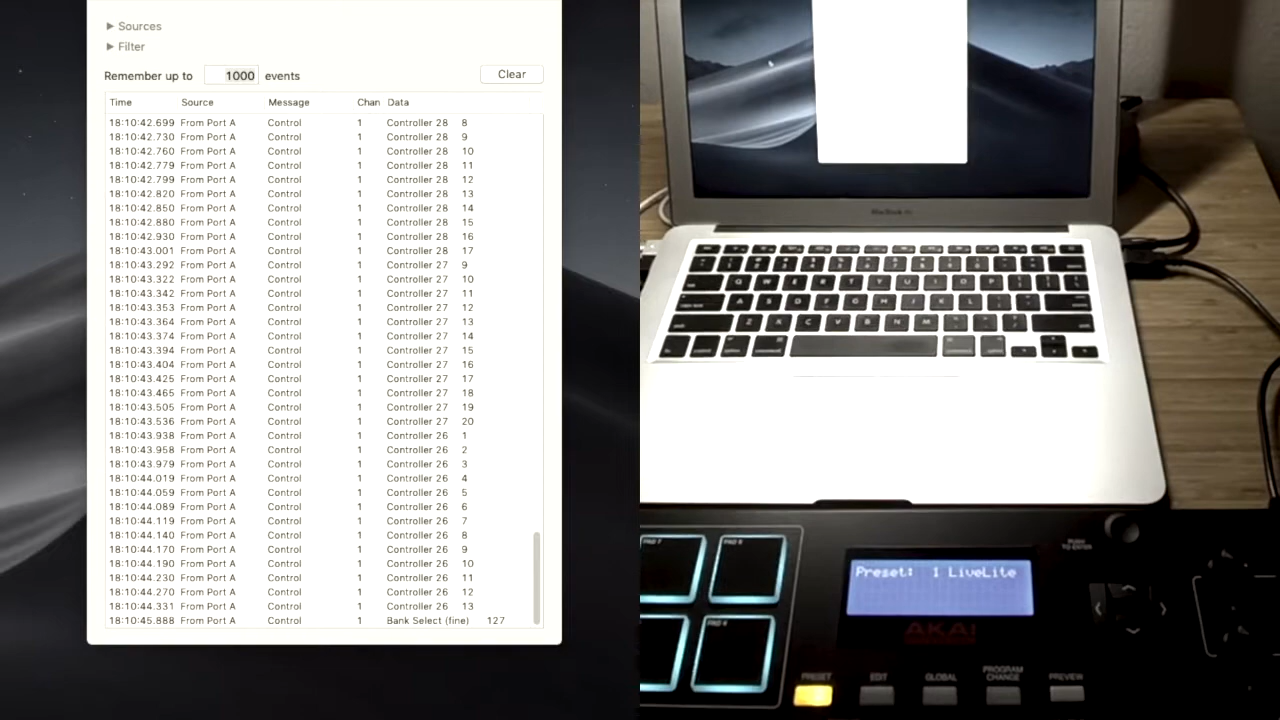 Sources
Filter
Remember up to 1000 events
Clear
Time Source Message Chan Data
18:10:42.699 From Port A Control 1 Controller 28 8
18:10:42.730 From Port A Control 1 Controller 28 9
18:10:42.760 From Port A Control 1 Controller 28 10
18:10:42.779 From Port A Control 1 Controller 28 11
18:10:42.799 From Port A Control 1 Controller 28 12
18:10:42.820 From Port A Control 1 Controller 28 13
18:10:42.850 From Port A Control 1 Controller 28 14
18:10:42.880 From Port A Control 1 Controller 28 15
18:10:42.930 From Port A Control 1 Controller 28 16
18:10:43.001 From Port A Control 1 Controller 28 17
18:10:43.292 From Port A Control 1 Controller 27 9
18:10:43.322 From Port A Control 1 Controller 27 10
18:10:43.342 From Port A Control 1 Controller 27 11
18:10:43.353 From Port A Control 1 Controller 27 12
18:10:43.364 From Port A Control 1 Controller 27 13
18:10:43.374 From Port A Control 1 Controller 27 14
18:10:43.394 From Port A Control 1 Controller 27 15
18:10:43.404 From Port A Control 1 Controller 27 16
18:10:43.425 From Port A Control 1 Controller 27 17
18:10:43.465 From Port A Control 1 Controller 27 18
18:10:43.505 From Port A Control 1 Controller 27 19
18:10:43.536 From Port A Control 1 Controller 27 20
18:10:43.938 From Port A Control 1 Controller 26 1
18:10:43.958 From Port A Control 1 Controller 26 2
18:10:43.979 From Port A Control 1 Controller 26 3
18:10:44.019 From Port A Control 1 Controller 26 4
18:10:44.059 From Port A Control 1 Controller 26 5
18:10:44.089 From Port A Control 1 Controller 26 6
18:10:44.119 From Port A Control 1 Controller 26 7
18:10:44.140 From Port A Control 1 Controller 26 8
18:10:44.170 From Port A Control 1 Controller 26 9
18:10:44.190 From Port A Control 1 Controller 26 10
18:10:44.230 From Port A Control 1 Controller 26 11
18:10:44.270 From Port A Control 1 Controller 26 12
18:10:44.331 From Port A Control 1 Controller 26 13
18:10:45.888 From Port A Control 1 Bank Select (fine) 127
MacBook Air
Q W E R T Y U I O P
A S D F G H J K L
Z X C V B N M
PAD 7 PAD 8
PUSH
TO ENTER
Preset: 1 LiveLite
PAD 4
AKAI
PRESET EDIT GLOBAL PROGRAM CHANGE PREVIEW